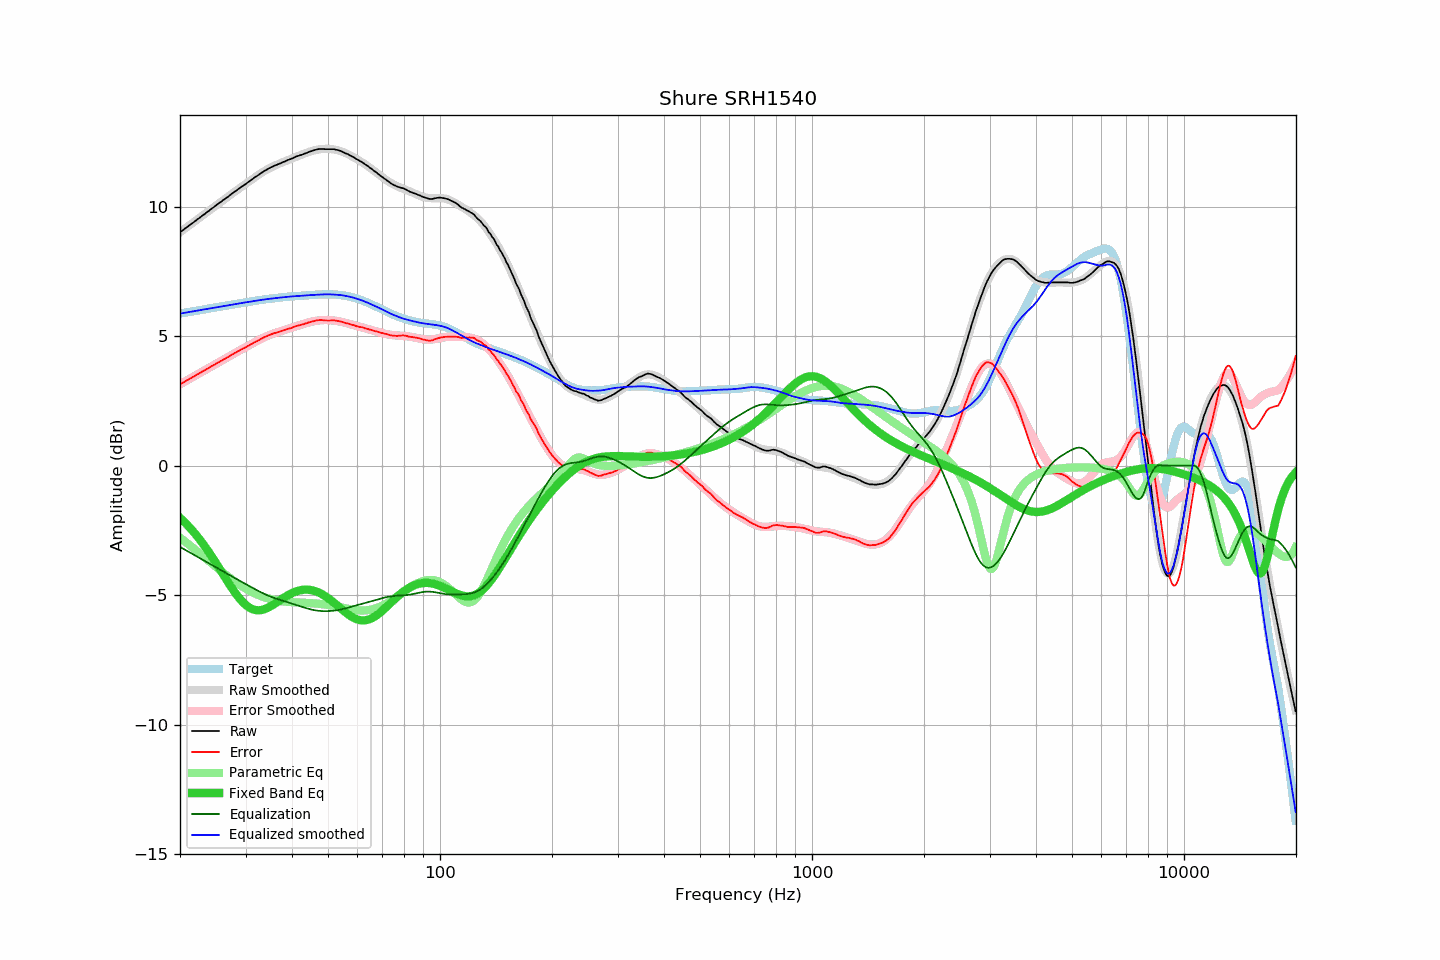 Shure SRH1540
Amplitude (dBr)
10
5
0
−5
−10
−15
Target
Raw Smoothed
Error Smoothed
Raw
Error
Parametric Eq
Fixed Band Eq
Equalization
Equalized smoothed
100
1000
10000
Frequency (Hz)